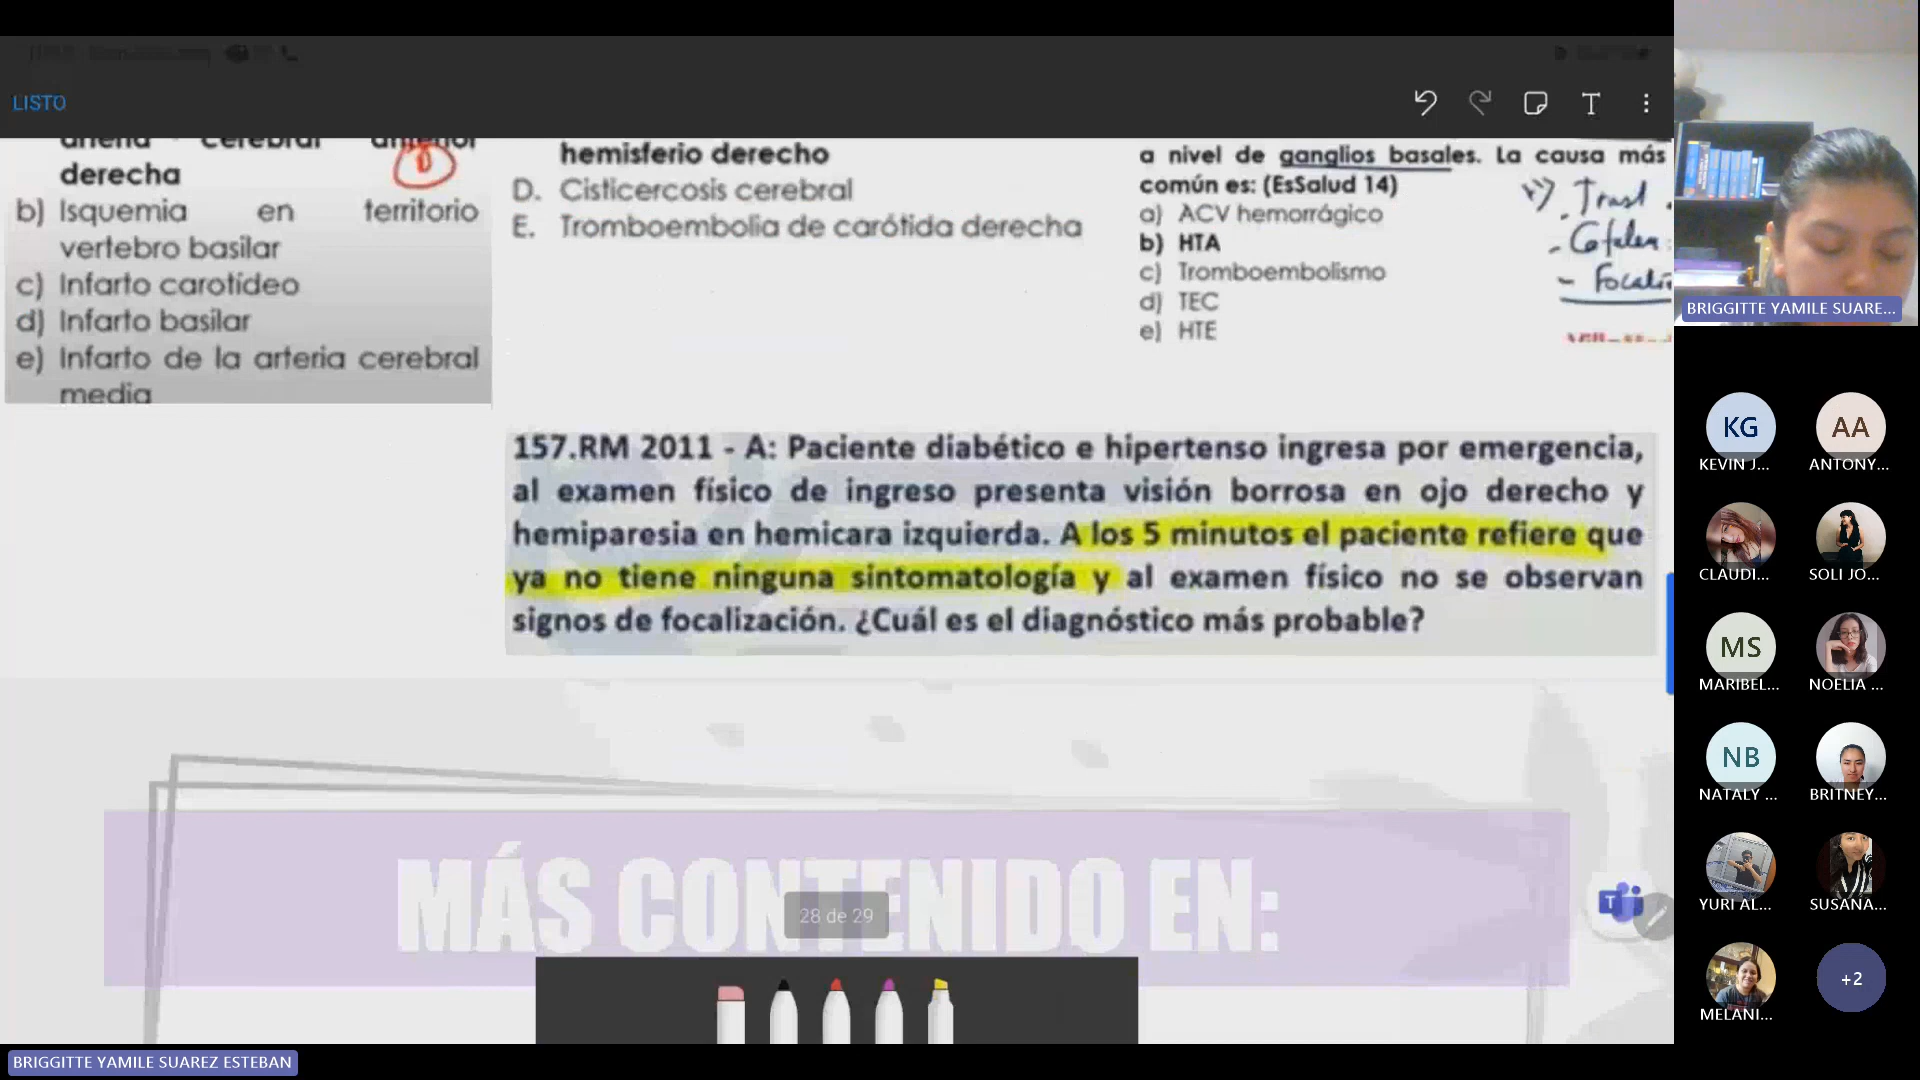 LISTO
derecha
b) Isquemia en territorio
vertebro basilar
c) Infarto carotídeo
d) Infarto basilar
e) Infarto de la arteria cerebral
media
hemisferio derecho
D. Cisticercosis cerebral
E. Tromboembolia de carótida derecha
a nivel de ganglios basales. La causa más
común es: (EsSalud 14)
a) ACV hemorrágico
b) HTA
c) Tromboembolismo
d) TEC
e) HTE
157.RM 2011 - A: Paciente diabético e hipertenso ingresa por emergencia,
al examen físico de ingreso presenta visión borrosa en ojo derecho y
hemiparesia en hemicara izquierda. A los 5 minutos el paciente refiere que
ya no tiene ninguna sintomatología y al examen físico no se observan
signos de focalización. ¿Cuál es el diagnóstico más probable?
MÁS CONTENIDO EN:
28 de 29
BRIGGITTE YAMILE SUARE...
KG
KEVIN J...
AA
ANTONY...
CLAUDI...
SOLI JO...
MS
MARIBEL...
NOELIA ...
NB
NATALY ...
BRITNEY...
YURI AL...
SUSANA...
MELANI...
+2
BRIGGITTE YAMILE SUAREZ ESTEBAN